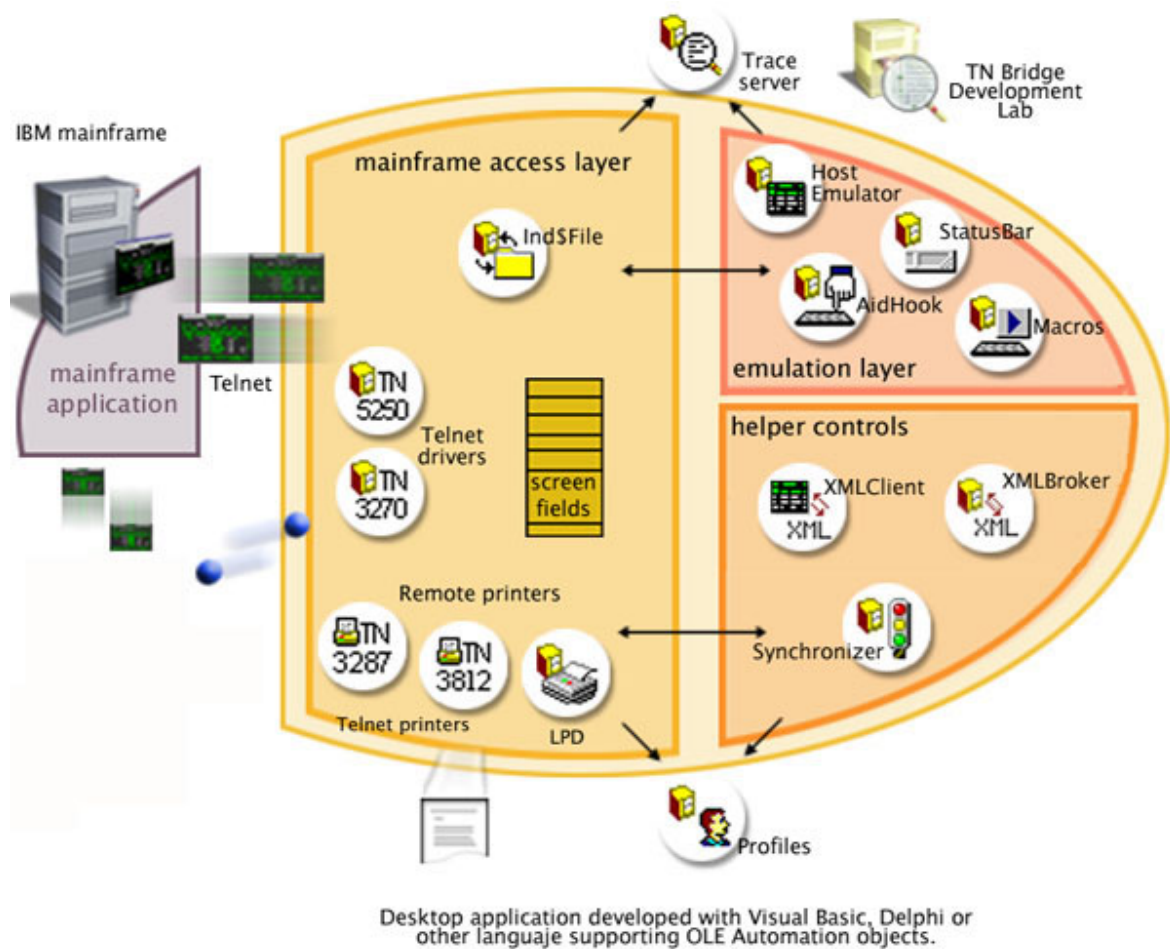 Trace
server
TN Bridge
Development
Lab
IBM mainframe
mainframe access layer
Host
Emulator
Ind$File
StatusBar
AidHook
Macros
mainframe
application
Telnet
emulation layer
TN
5250
Telnet
drivers
helper controls
TN
3270
screen
fields
XMLClient
XML
XMLBroker
XML
Remote printers
TN
3287
TN
3812
Synchronizer
Telnet printers
LPD
Profiles
Desktop application developed with Visual Basic, Delphi or
other languaje supporting OLE Automation objects.